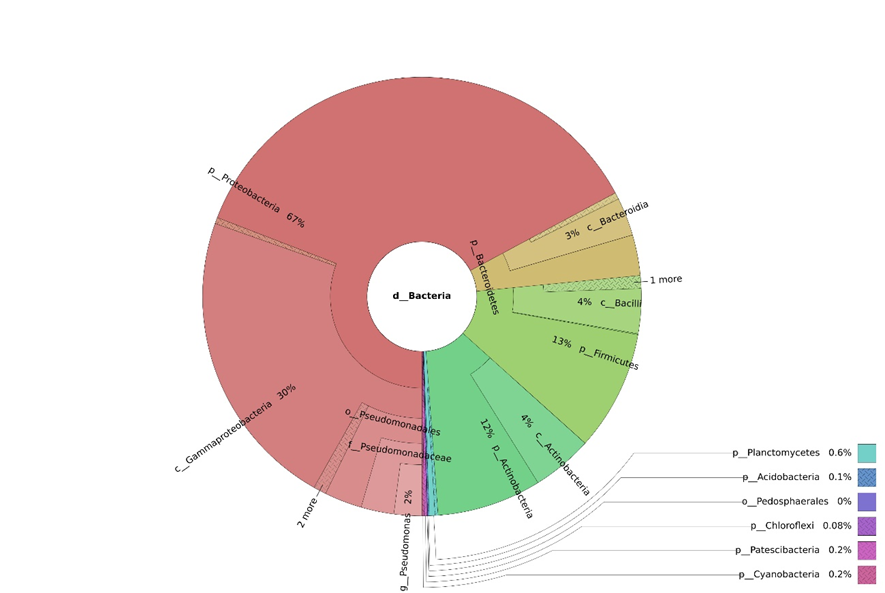 p__Proteobacteria 67%
3% c__Bacteroidia
p__Bacteroidetes
1 more
d__Bacteria
4% c__Bacilli
13% p__Firmicutes
30%
c__Gammaproteobacteria
o__Pseudomonadales
f__Pseudomonadaceae
4% c__Actinobacteria
12% p__Actinobacteria
2 more
2%
g__Pseudomonas
p__Planctomycetes 0.6%
p__Acidobacteria 0.1%
o__Pedosphaerales 0%
p__Chloroflexi 0.08%
p__Patescibacteria 0.2%
p__Cyanobacteria 0.2%